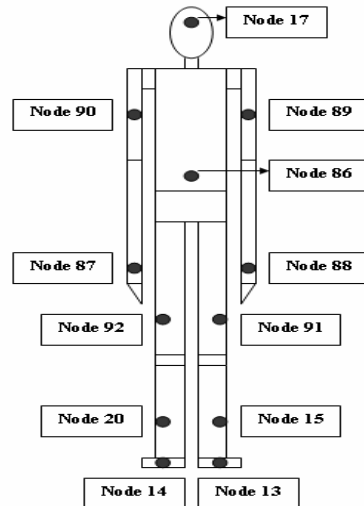 Node 17
Node 90
Node 89
Node 86
Node 87
Node 88
Node 92
Node 91
Node 20
Node 15
Node 14
Node 13